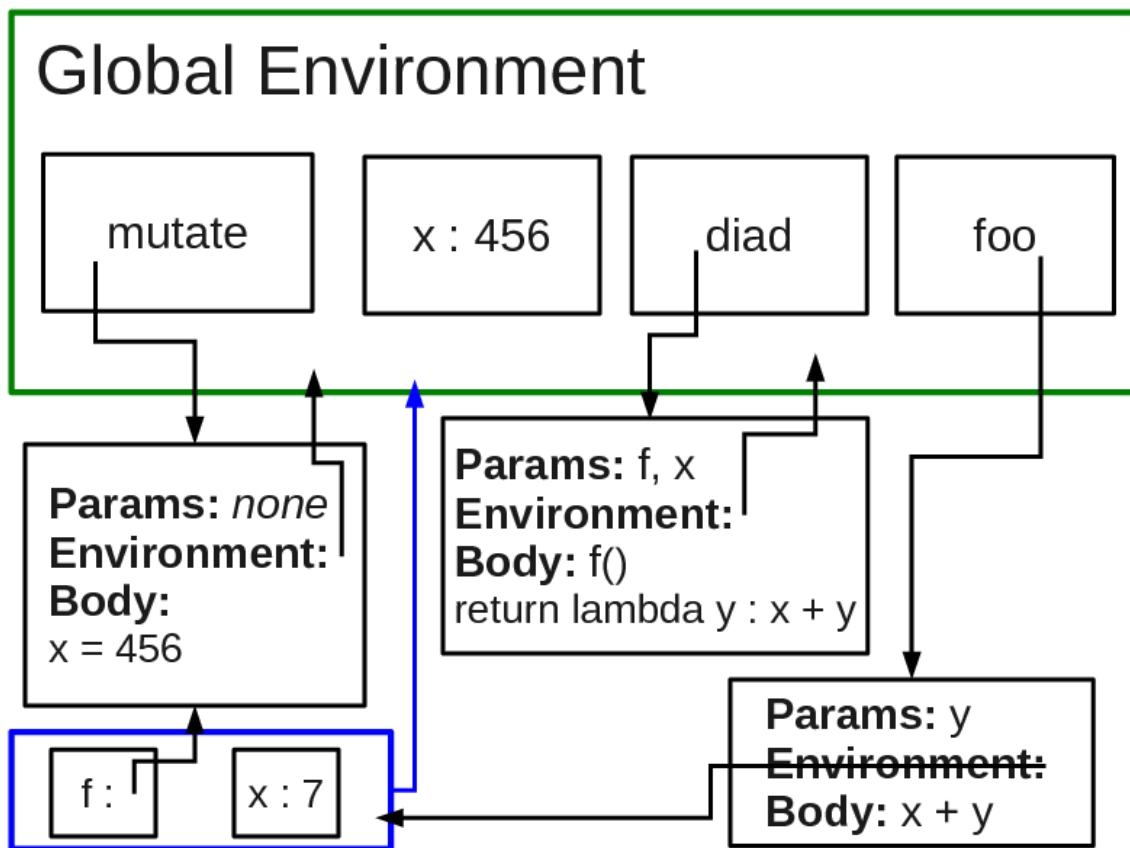 Global Environment
mutate
x : 456
diad
foo
Params: none
Environment:
Body:
x = 456
Params: f, x
Environment:
Body: f()
return lambda y : x + y
f :
x : 7
Params: y
Environment:
Body: x + y